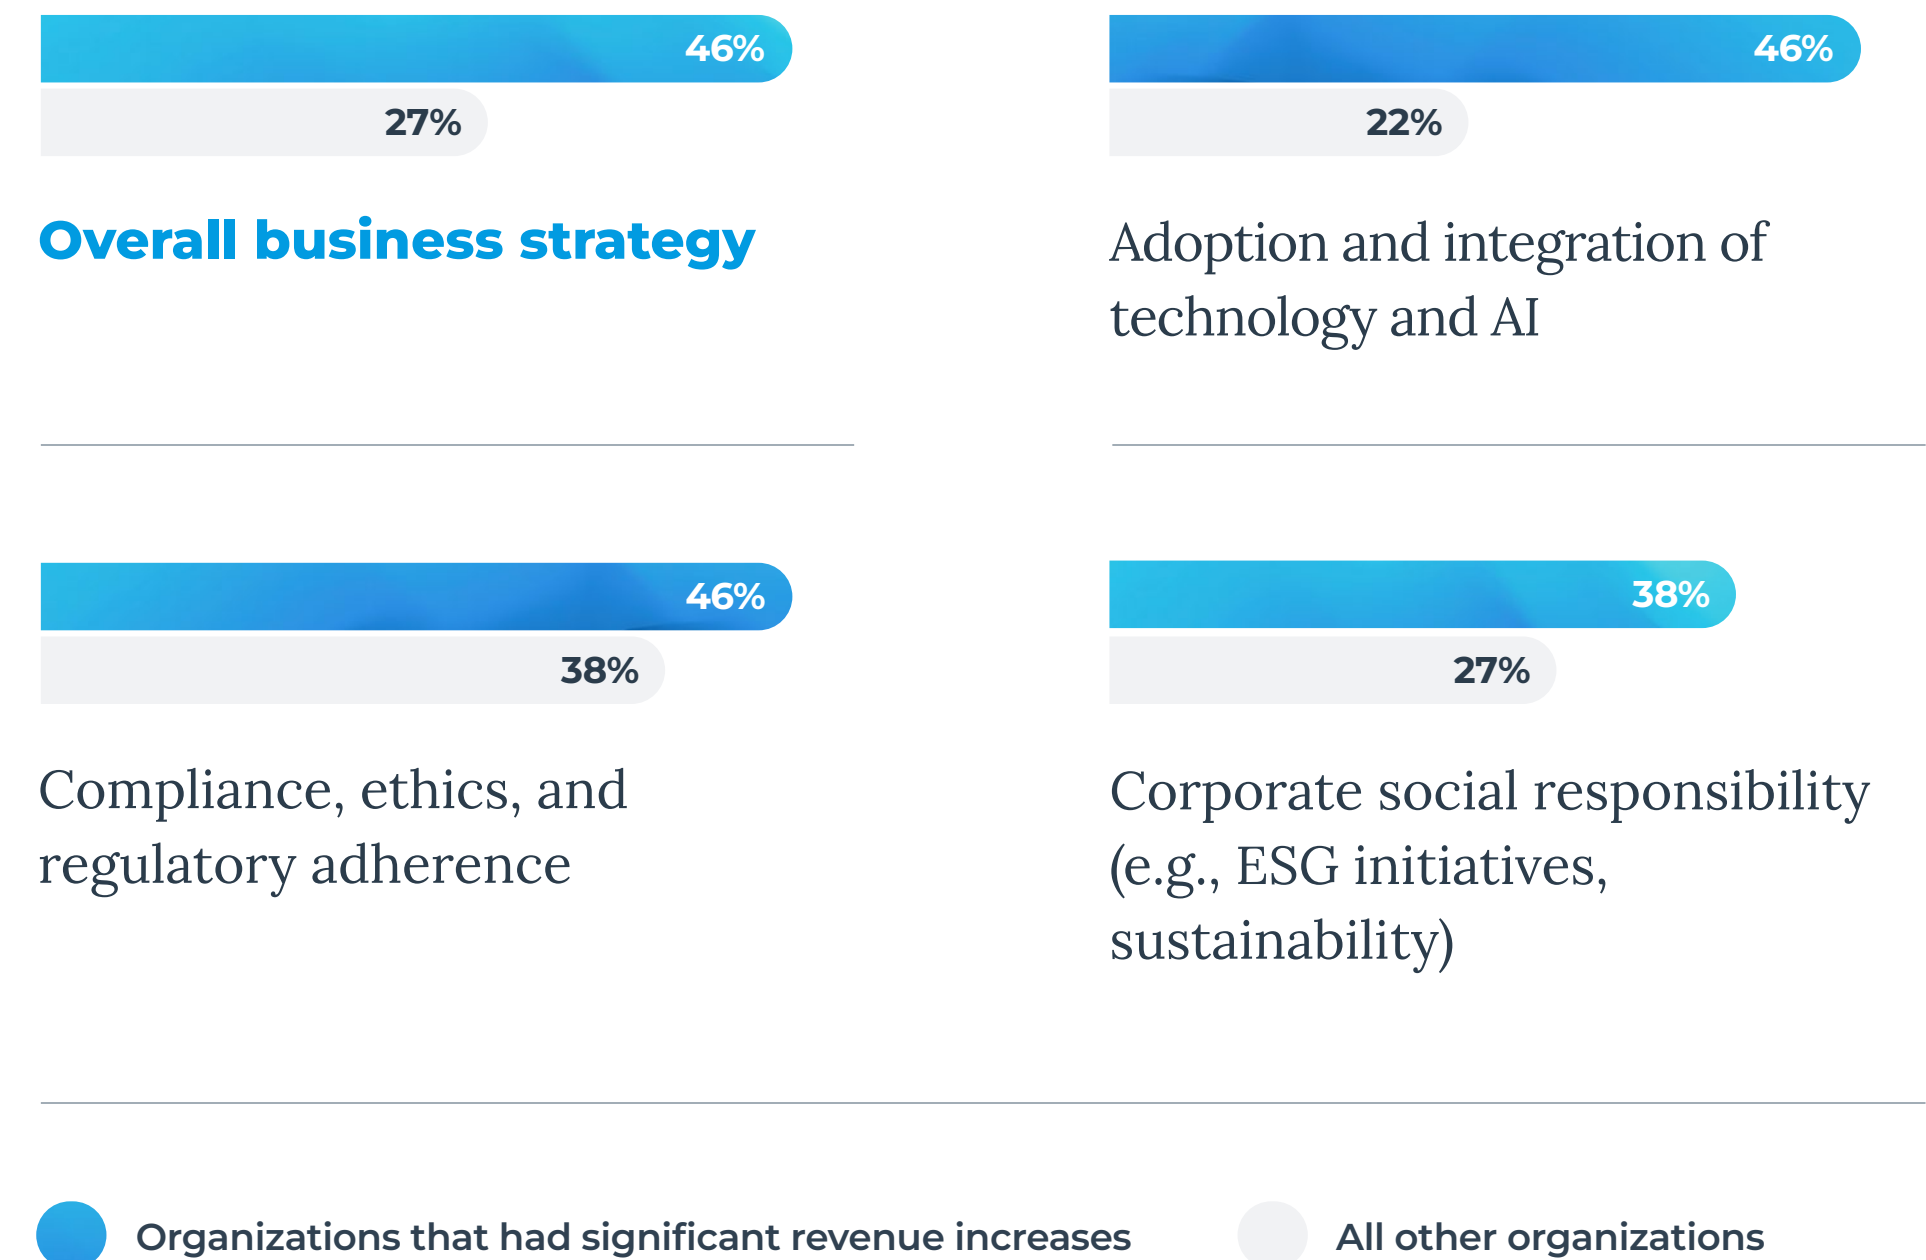 46%
27%
Overall business strategy
46%
22%
Adoption and integration of
technology and AI
46%
38%
Compliance, ethics, and
regulatory adherence
38%
27%
Corporate social responsibility
(e.g., ESG initiatives,
sustainability)
Organizations that had significant revenue increases
All other organizations